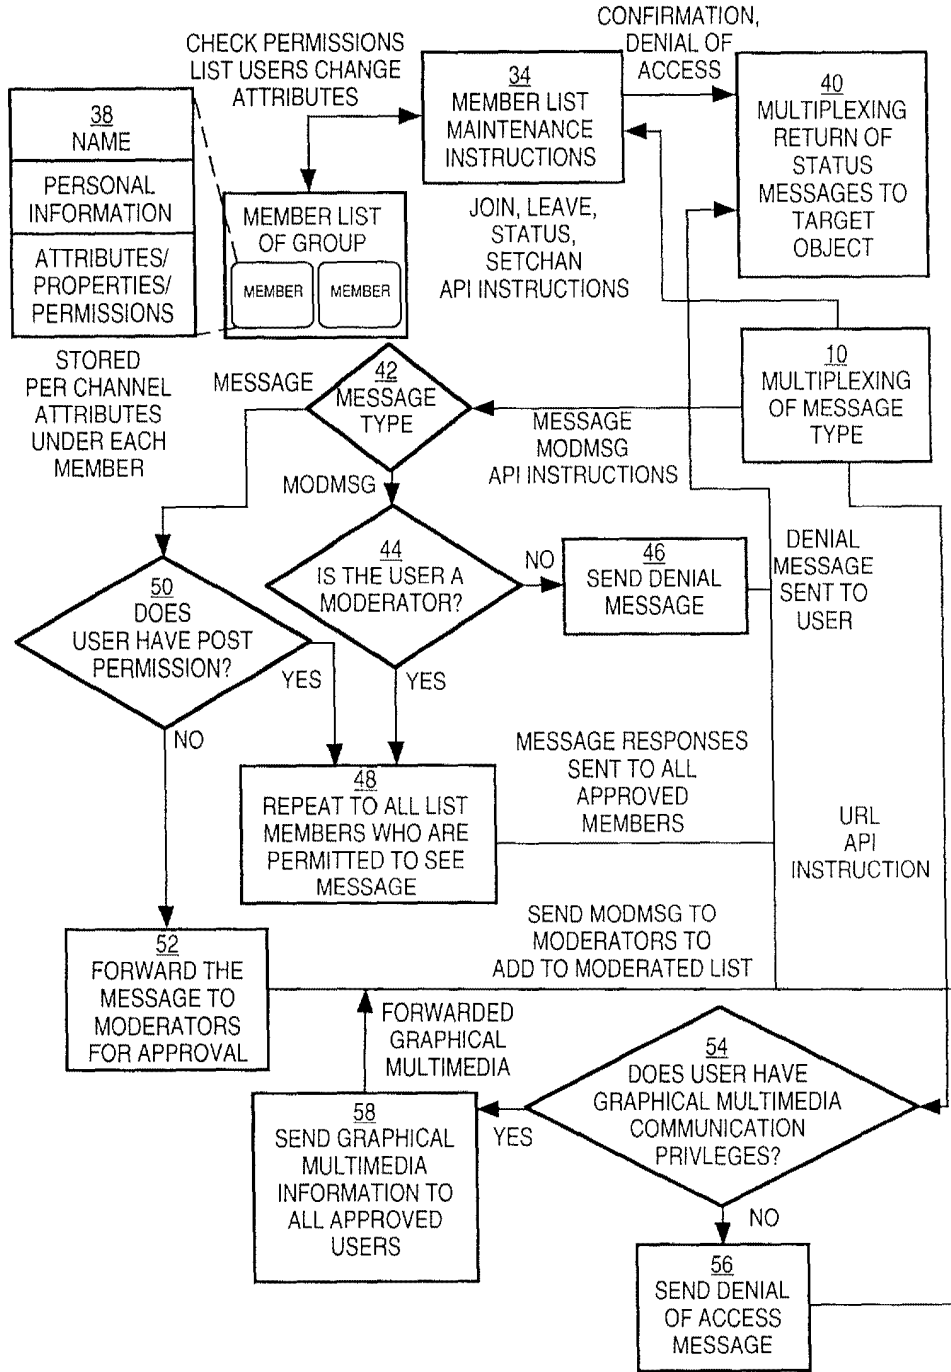 CONFIRMATION,
DENIAL OF
ACCESS
CHECK PERMISSIONS
LIST USERS CHANGE
ATTRIBUTES
34
MEMBER LIST
MAINTENANCE
INSTRUCTIONS
40
MULTIPLEXING
RETURN OF
STATUS
MESSAGES TO
TARGET
OBJECT
38
NAME
PERSONAL
INFORMATION
ATTRIBUTES/
PROPERTIES/
PERMISSIONS
MEMBER LIST
OF GROUP
MEMBER
MEMBER
JOIN, LEAVE,
STATUS,
SETCHAN
API INSTRUCTIONS
STORED
PER CHANNEL
ATTRIBUTES
UNDER EACH
MEMBER
MESSAGE
42
MESSAGE
TYPE
10
MULTIPLEXING
OF MESSAGE
TYPE
MESSAGE
MODMSG
API INSTRUCTIONS
MODMSG
44
IS THE USER A
MODERATOR?
NO
46
SEND DENIAL
MESSAGE
DENIAL
MESSAGE
SENT TO
USER
50
DOES
USER HAVE POST
PERMISSION?
YES
YES
NO
48
REPEAT TO ALL LIST
MEMBERS WHO ARE
PERMITTED TO SEE
MESSAGE
MESSAGE RESPONSES
SENT TO ALL
APPROVED
MEMBERS
URL
API
INSTRUCTION
52
FORWARD THE
MESSAGE TO
MODERATORS
FOR APPROVAL
SEND MODMSG TO
MODERATORS TO
ADD TO MODERATED LIST
FORWARDED
GRAPHICAL
MULTIMEDIA
54
DOES USER HAVE
GRAPHICAL MULTIMEDIA
COMMUNICATION
PRIVLEGES?
YES
58
SEND GRAPHICAL
MULTIMEDIA
INFORMATION TO
ALL APPROVED
USERS
NO
56
SEND DENIAL
OF ACCESS
MESSAGE